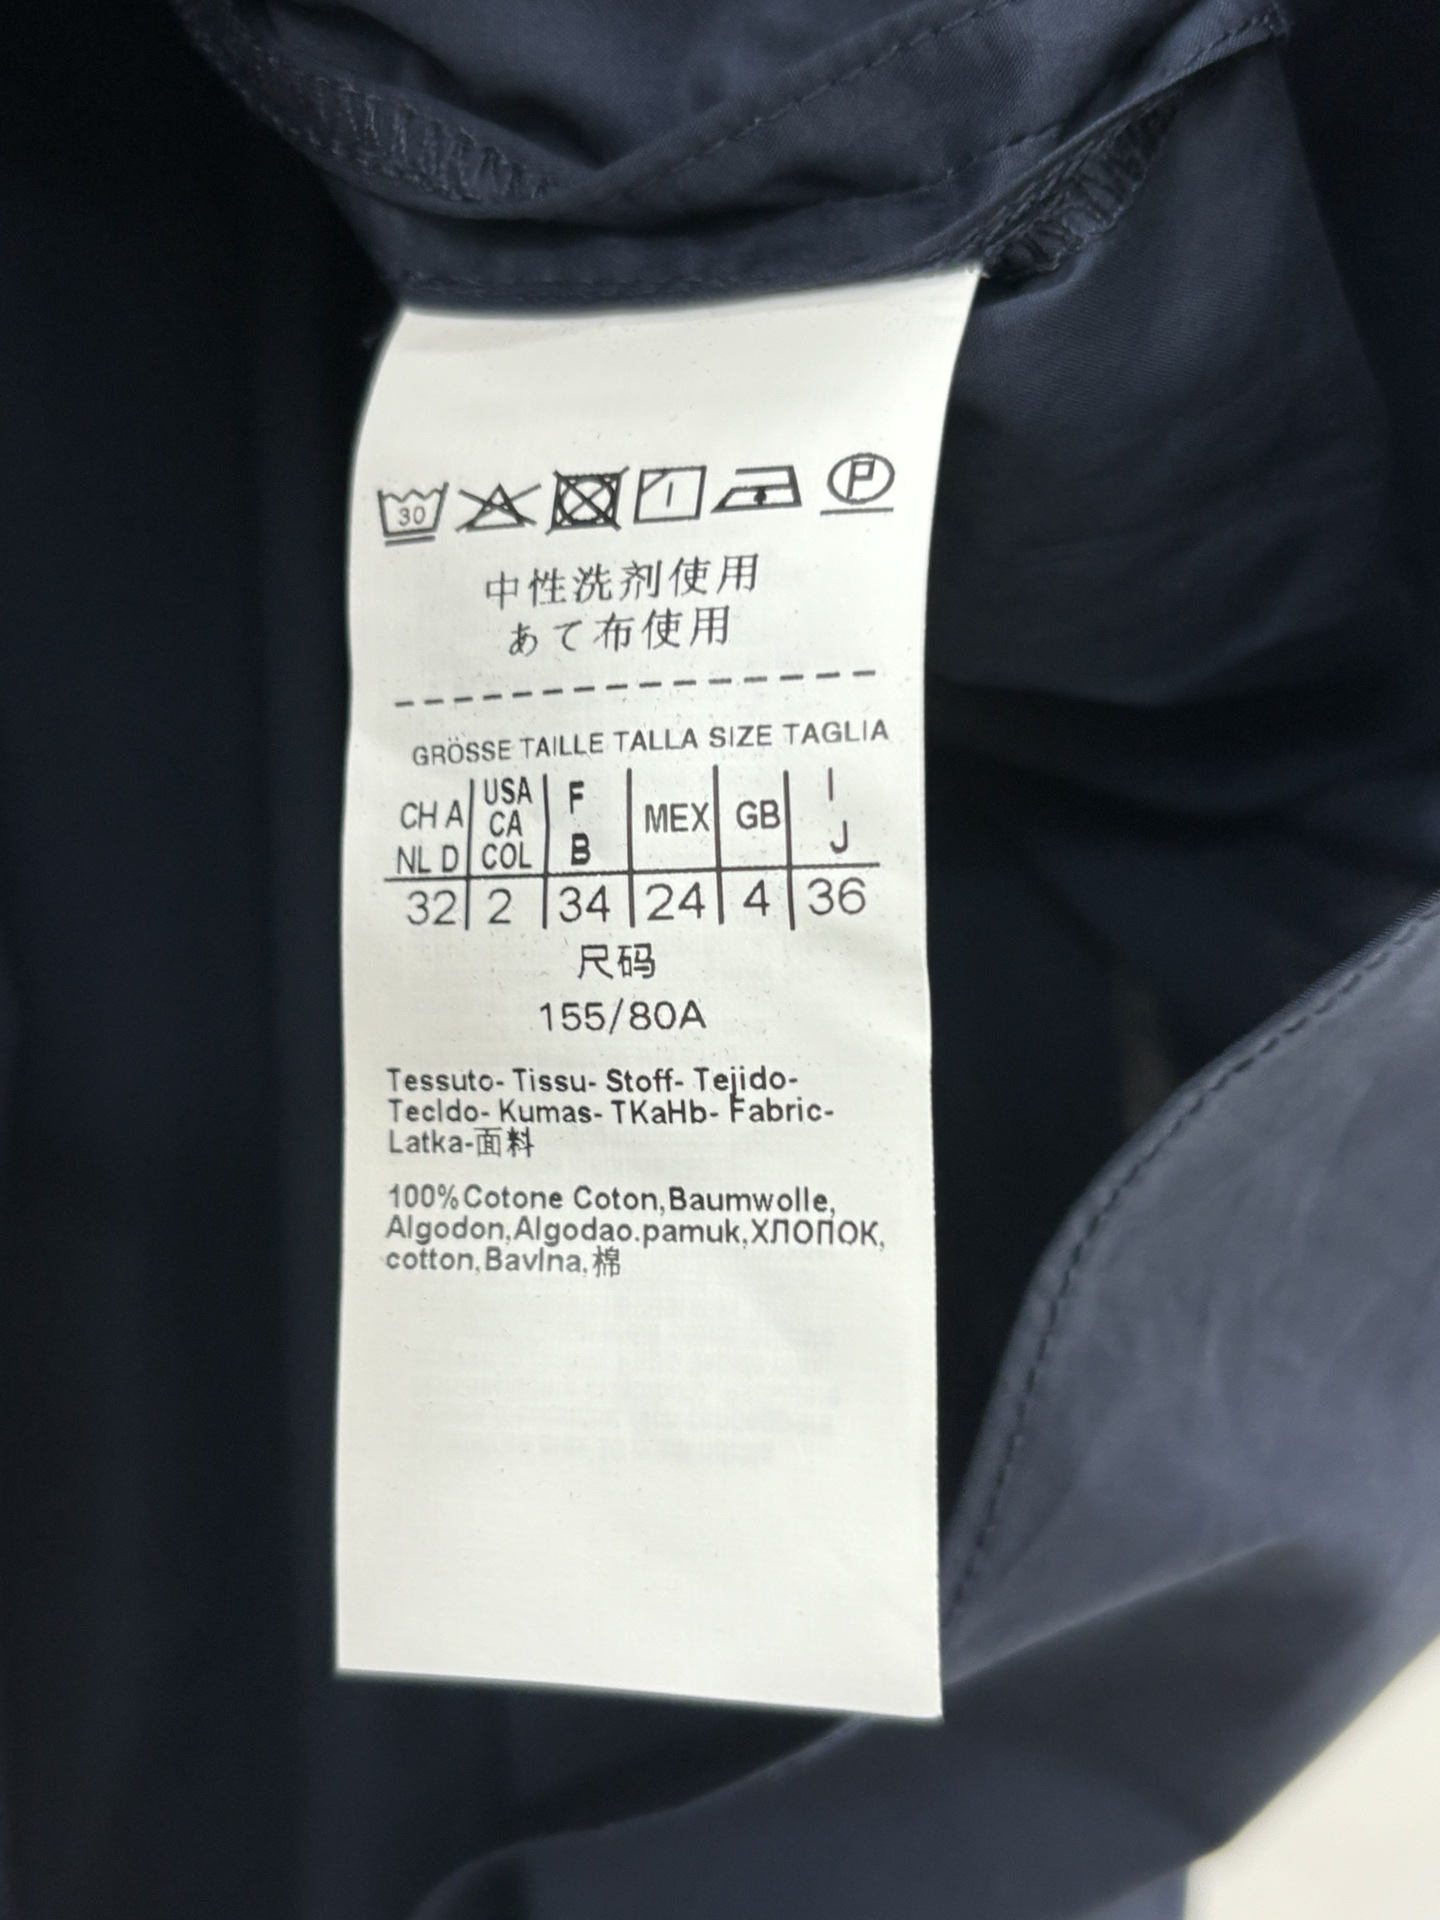 30 P
中性洗剤使用
あて布使用
GRÖSSE TAILLE TALLA SIZE TAGLIA
CH A NL D | USA CA COL | F B | MEX | GB | I J
32 | 2 | 34 | 24 | 4 | 36
尺码
155/80A
Tessuto- Tissu- Stoff- Tejido-
Tecldo- Kumas- TKaHb- Fabric-
Latka-面料
100%Cotone Coton,Baumwolle,
Algodon,Algodao.pamuk,ХЛОПОК,
cotton,Bavlna,棉